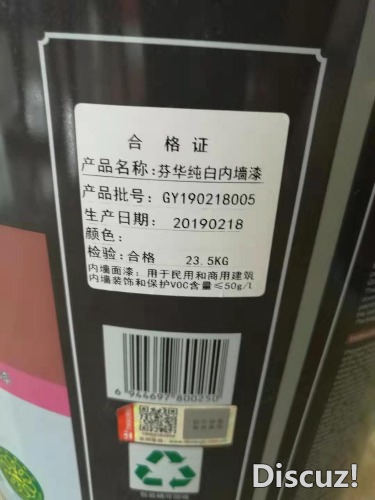 合格证
产品名称: 芬华纯白内墙漆
产品批号: GY190218005
生产日期: 20190218
颜色:
检验: 合格 23.5KG
内墙面漆: 用于民用和商用建筑
内墙装饰和保护VOC含量≤50g/l
6 944697 800250
Discuz!